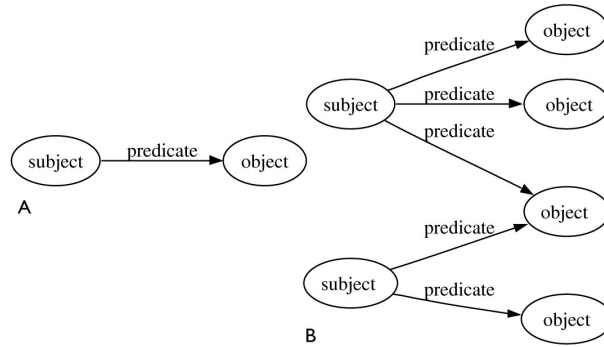 subject predicate object
A
predicate object
subject predicate object
predicate
object
predicate
subject predicate
object
B